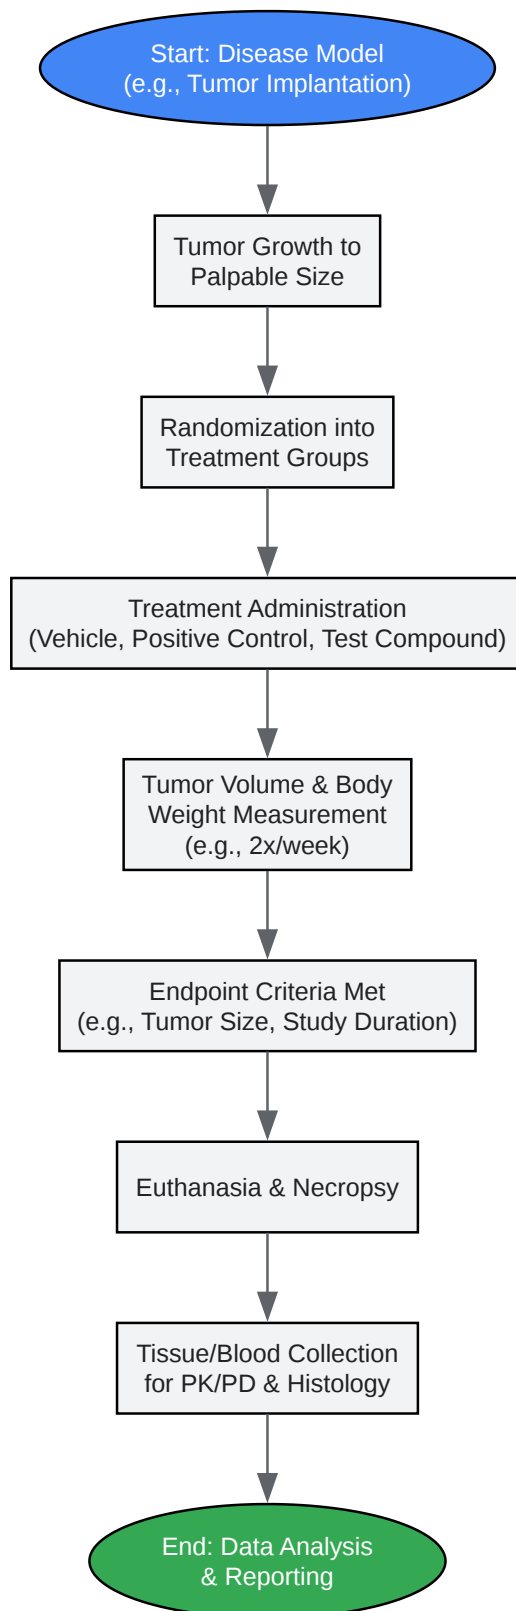 Start: Disease Model
(e.g., Tumor Implantation)
Tumor Growth to
Palpable Size
Randomization into
Treatment Groups
Treatment Administration
(Vehicle, Positive Control, Test Compound)
Tumor Volume & Body
Weight Measurement
(e.g., 2x/week)
Endpoint Criteria Met
(e.g., Tumor Size, Study Duration)
Euthanasia & Necropsy
Tissue/Blood Collection
for PK/PD & Histology
End: Data Analysis
& Reporting